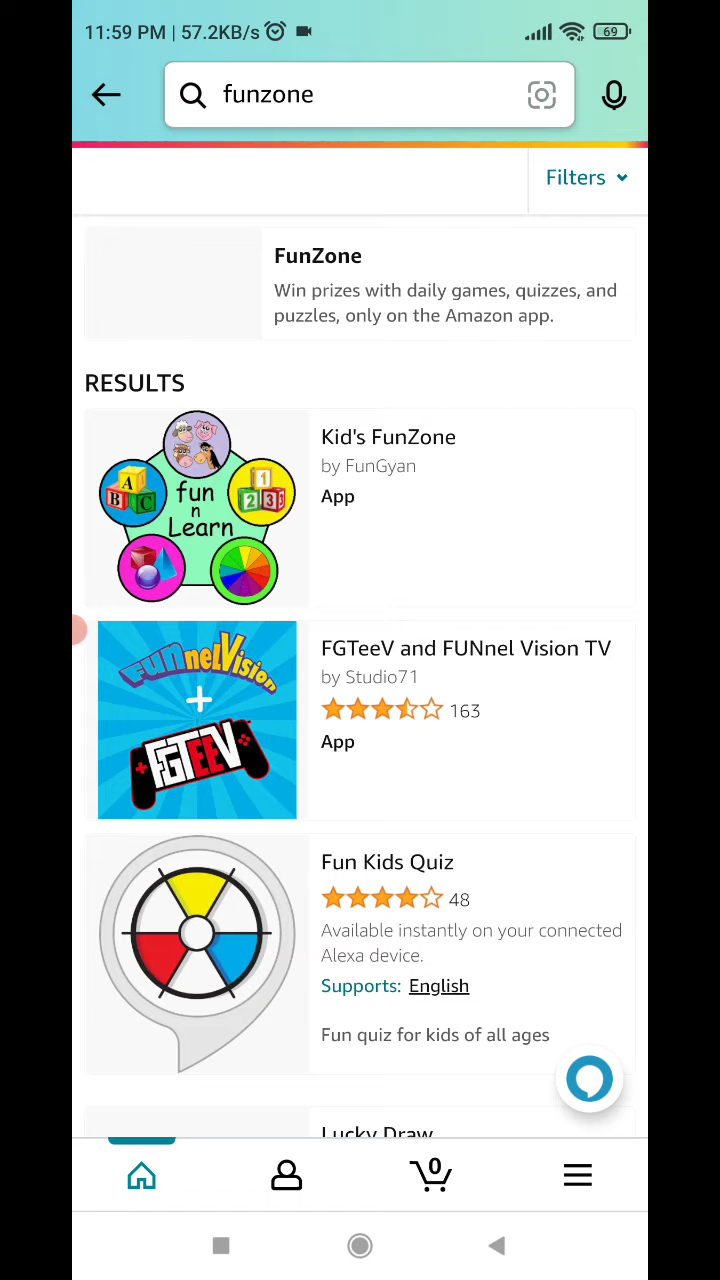 11:59 PM | 57.2KB/s 69
funzone
Filters
FunZone
Win prizes with daily games, quizzes, and
puzzles, only on the Amazon app.
RESULTS
Kid's FunZone
by FunGyan
App
A
B C
1
2 3
fun
n
Learn
FGTeeV and FUNnel Vision TV
by Studio71
163
App
FUNnelVision
+
FGTEEV
Fun Kids Quiz
48
Available instantly on your connected
Alexa device.
Supports: English
Fun quiz for kids of all ages
Lucky Draw
0